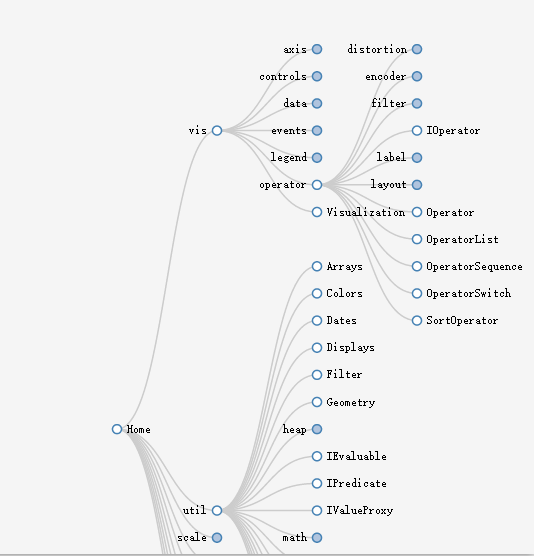 axis
distortion
controls
encoder
data
filter
vis
events
IOperator
legend
label
operator
layout
Visualization
Operator
OperatorList
Arrays
OperatorSequence
Colors
OperatorSwitch
Dates
SortOperator
Displays
Filter
Geometry
Home
heap
IEvaluable
IPredicate
util
IValueProxy
scale
math